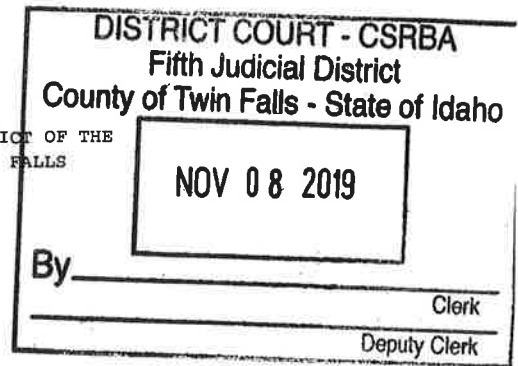 DISTRICT COURT - CSRBA
Fifth Judicial District
County of Twin Falls - State of Idaho
OF THE
FALLS
NOV 08 2019
By
Clerk
Deputy Clerk